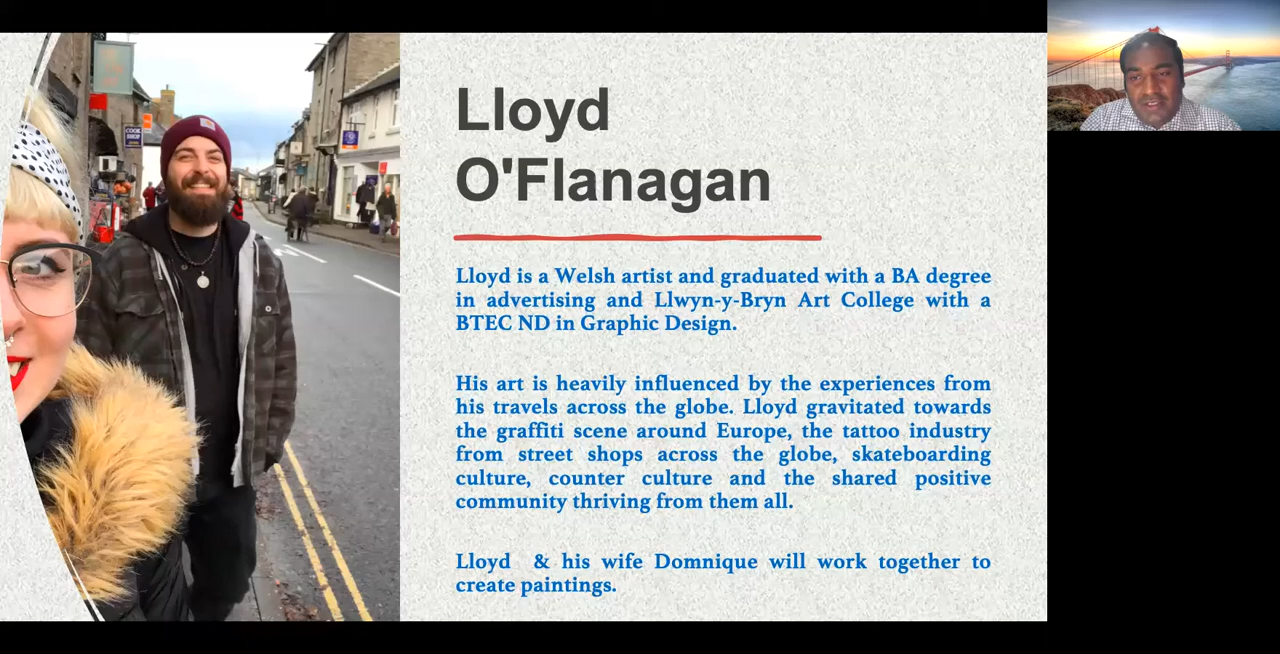 COOK
SHOP
Lloyd
O'Flanagan
Lloyd is a Welsh artist and graduated with a BA degree
in advertising and Llwyn-y-Bryn Art College with a
BTEC ND in Graphic Design.
His art is heavily influenced by the experiences from
his travels across the globe. Lloyd gravitated towards
the graffiti scene around Europe, the tattoo industry
from street shops across the globe, skateboarding
culture, counter culture and the shared positive
community thriving from them all.
Lloyd & his wife Domnique will work together to
create paintings.